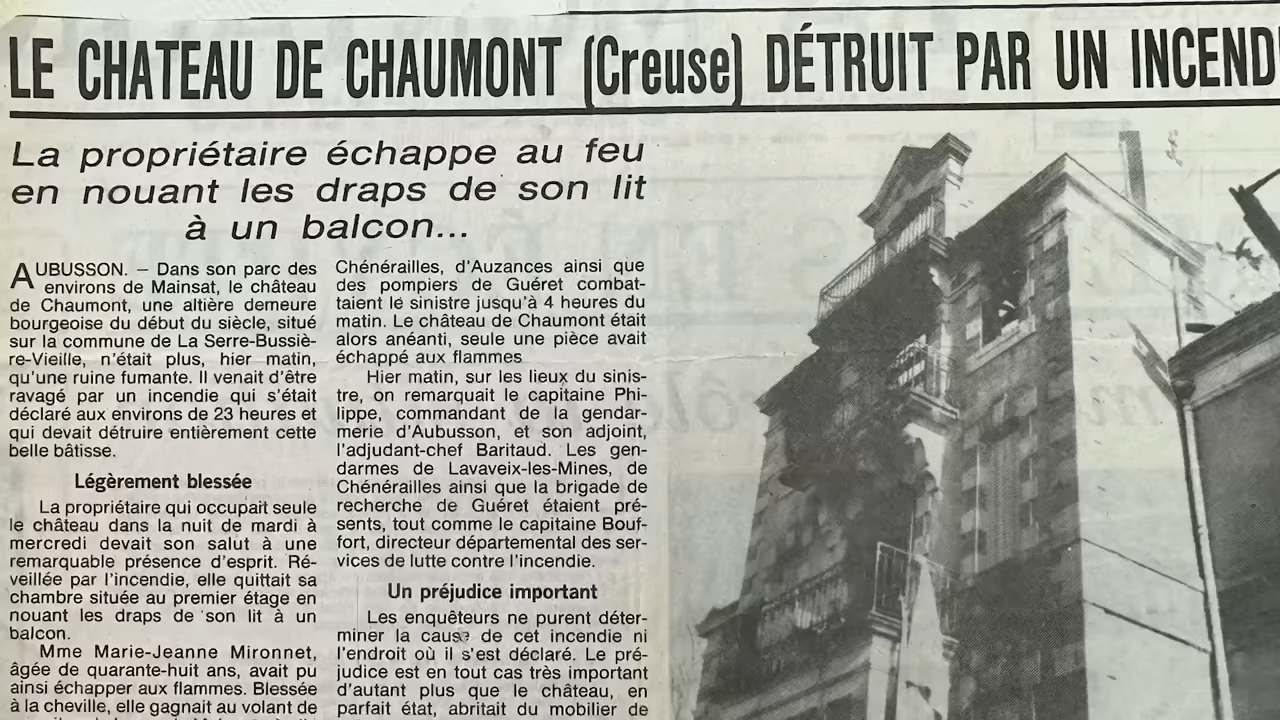 LE CHATEAU DE CHAUMONT (Creuse) DÉTRUIT PAR UN INCEND
La propriétaire échappe au feu
en nouant les draps de son lit
à un balcon...
AUBUSSON. – Dans son parc des
environs de Mainsat, le château
de Chaumont, une altière demeure
bourgeoise du début du siècle, situé
sur la commune de La Serre-Bussiè-
re-Vieille, n'était plus, hier matin,
qu'une ruine fumante. Il venait d'être
ravagé par un incendie qui s'était
déclaré aux environs de 23 heures et
qui devait détruire entièrement cette
belle bâtisse.
Légèrement blessée
La propriétaire qui occupait seule
le château dans la nuit de mardi à
mercredi devait son salut à une
remarquable présence d'esprit. Ré-
veillée par l'incendie, elle quittait sa
chambre située au premier étage en
nouant les draps de son lit à un
balcon.
Mme Marie-Jeanne Mironnet,
âgée de quarante-huit ans, avait pu
ainsi échapper aux flammes. Blessée
à la cheville, elle gagnait au volant de
Chénérailles, d'Auzances ainsi que
des pompiers de Guéret combat-
taient le sinistre jusqu'à 4 heures du
matin. Le château de Chaumont était
alors anéanti, seule une pièce avait
échappé aux flammes
Hier matin, sur les lieux du sinis-
tre, on remarquait le capitaine Phi-
lippe, commandant de la gendar-
merie d'Aubusson, et son adjoint,
l'adjudant-chef Baritaud. Les gen-
darmes de Lavaveix-les-Mines, de
Chénérailles ainsi que la brigade de
recherche de Guéret étaient pré-
sents, tout comme le capitaine Bouf-
fort, directeur départemental des ser-
vices de lutte contre l'incendie.
Un préjudice important
Les enquêteurs ne purent déter-
miner la cause de cet incendie ni
l'endroit où il s'est déclaré. Le pré-
judice est en tout cas très important
d'autant plus que le château, en
parfait état, abritait du mobilier de